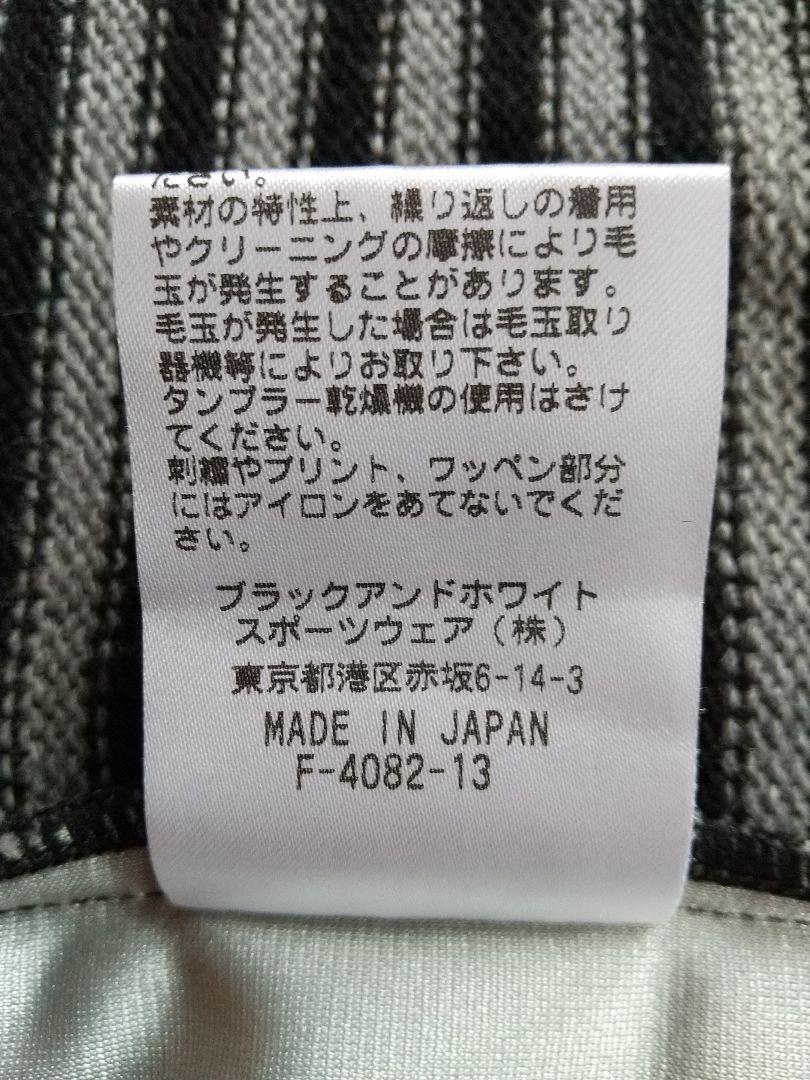 ださい。
素材の特性上、繰り返しの着用
やクリーニングの摩擦により毛
玉が発生することがあります。
毛玉が発生した場合は毛玉取り
器機等によりお取り下さい。
タンブラー乾燥機の使用はさけ
てください。
刺繍やプリント、ワッペン部分
にはアイロンをあてないでくだ
さい。
ブラックアンドホワイト
スポーツウェア(株)
東京都港区赤坂6-14-3
MADE IN JAPAN
F-4082-13